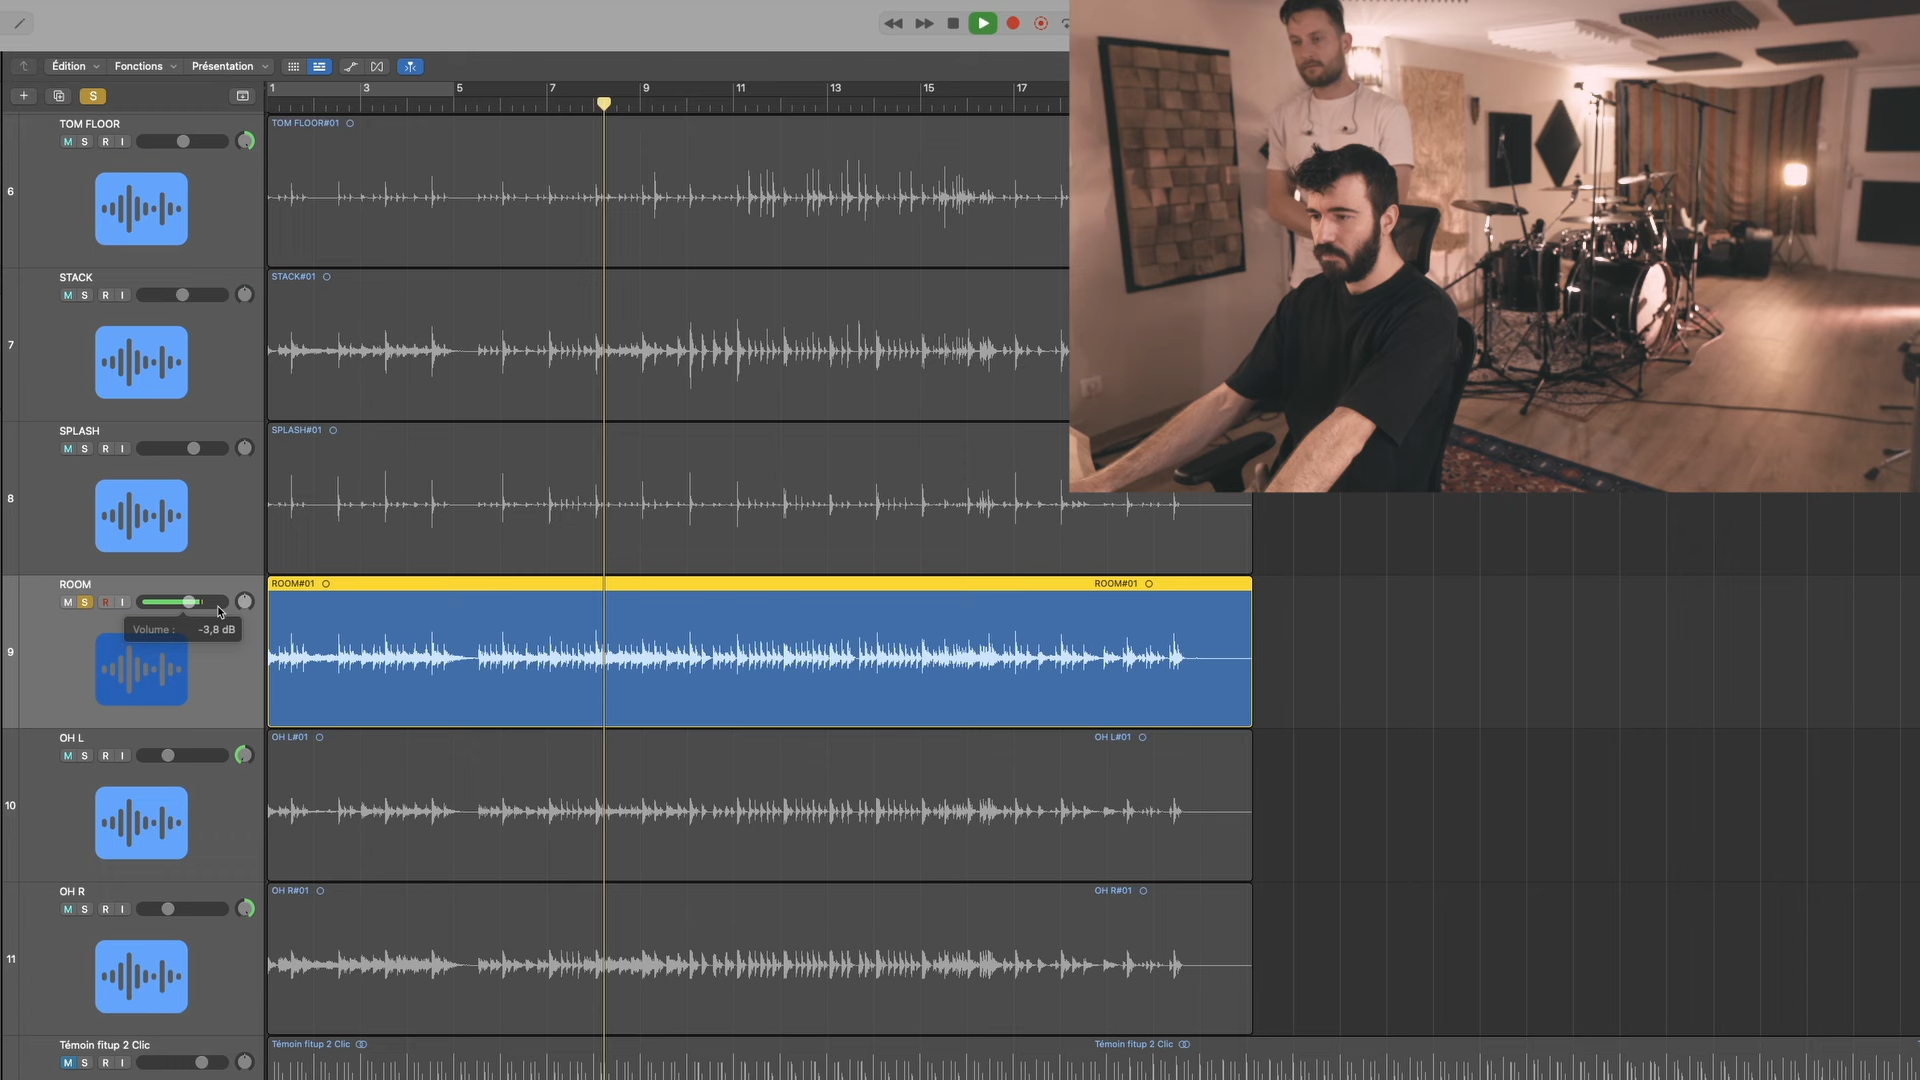 Édition Fonctions Présentation
S
1 3 5 7 9 11 13 15 17
TOM FLOOR
M S R I
6
TOM FLOOR#01
STACK
M S R I
7
STACK#01
SPLASH
M S R I
8
SPLASH#01
ROOM
M S R I
Volume : -3,8 dB
9
ROOM#01 ROOM#01
OH L
M S R I
10
OH L#01 OH L#01
OH R
M S R I
11
OH R#01 OH R#01
Témoin fitup 2 Clic
M S R I
Témoin fitup 2 Clic Témoin fitup 2 Clic